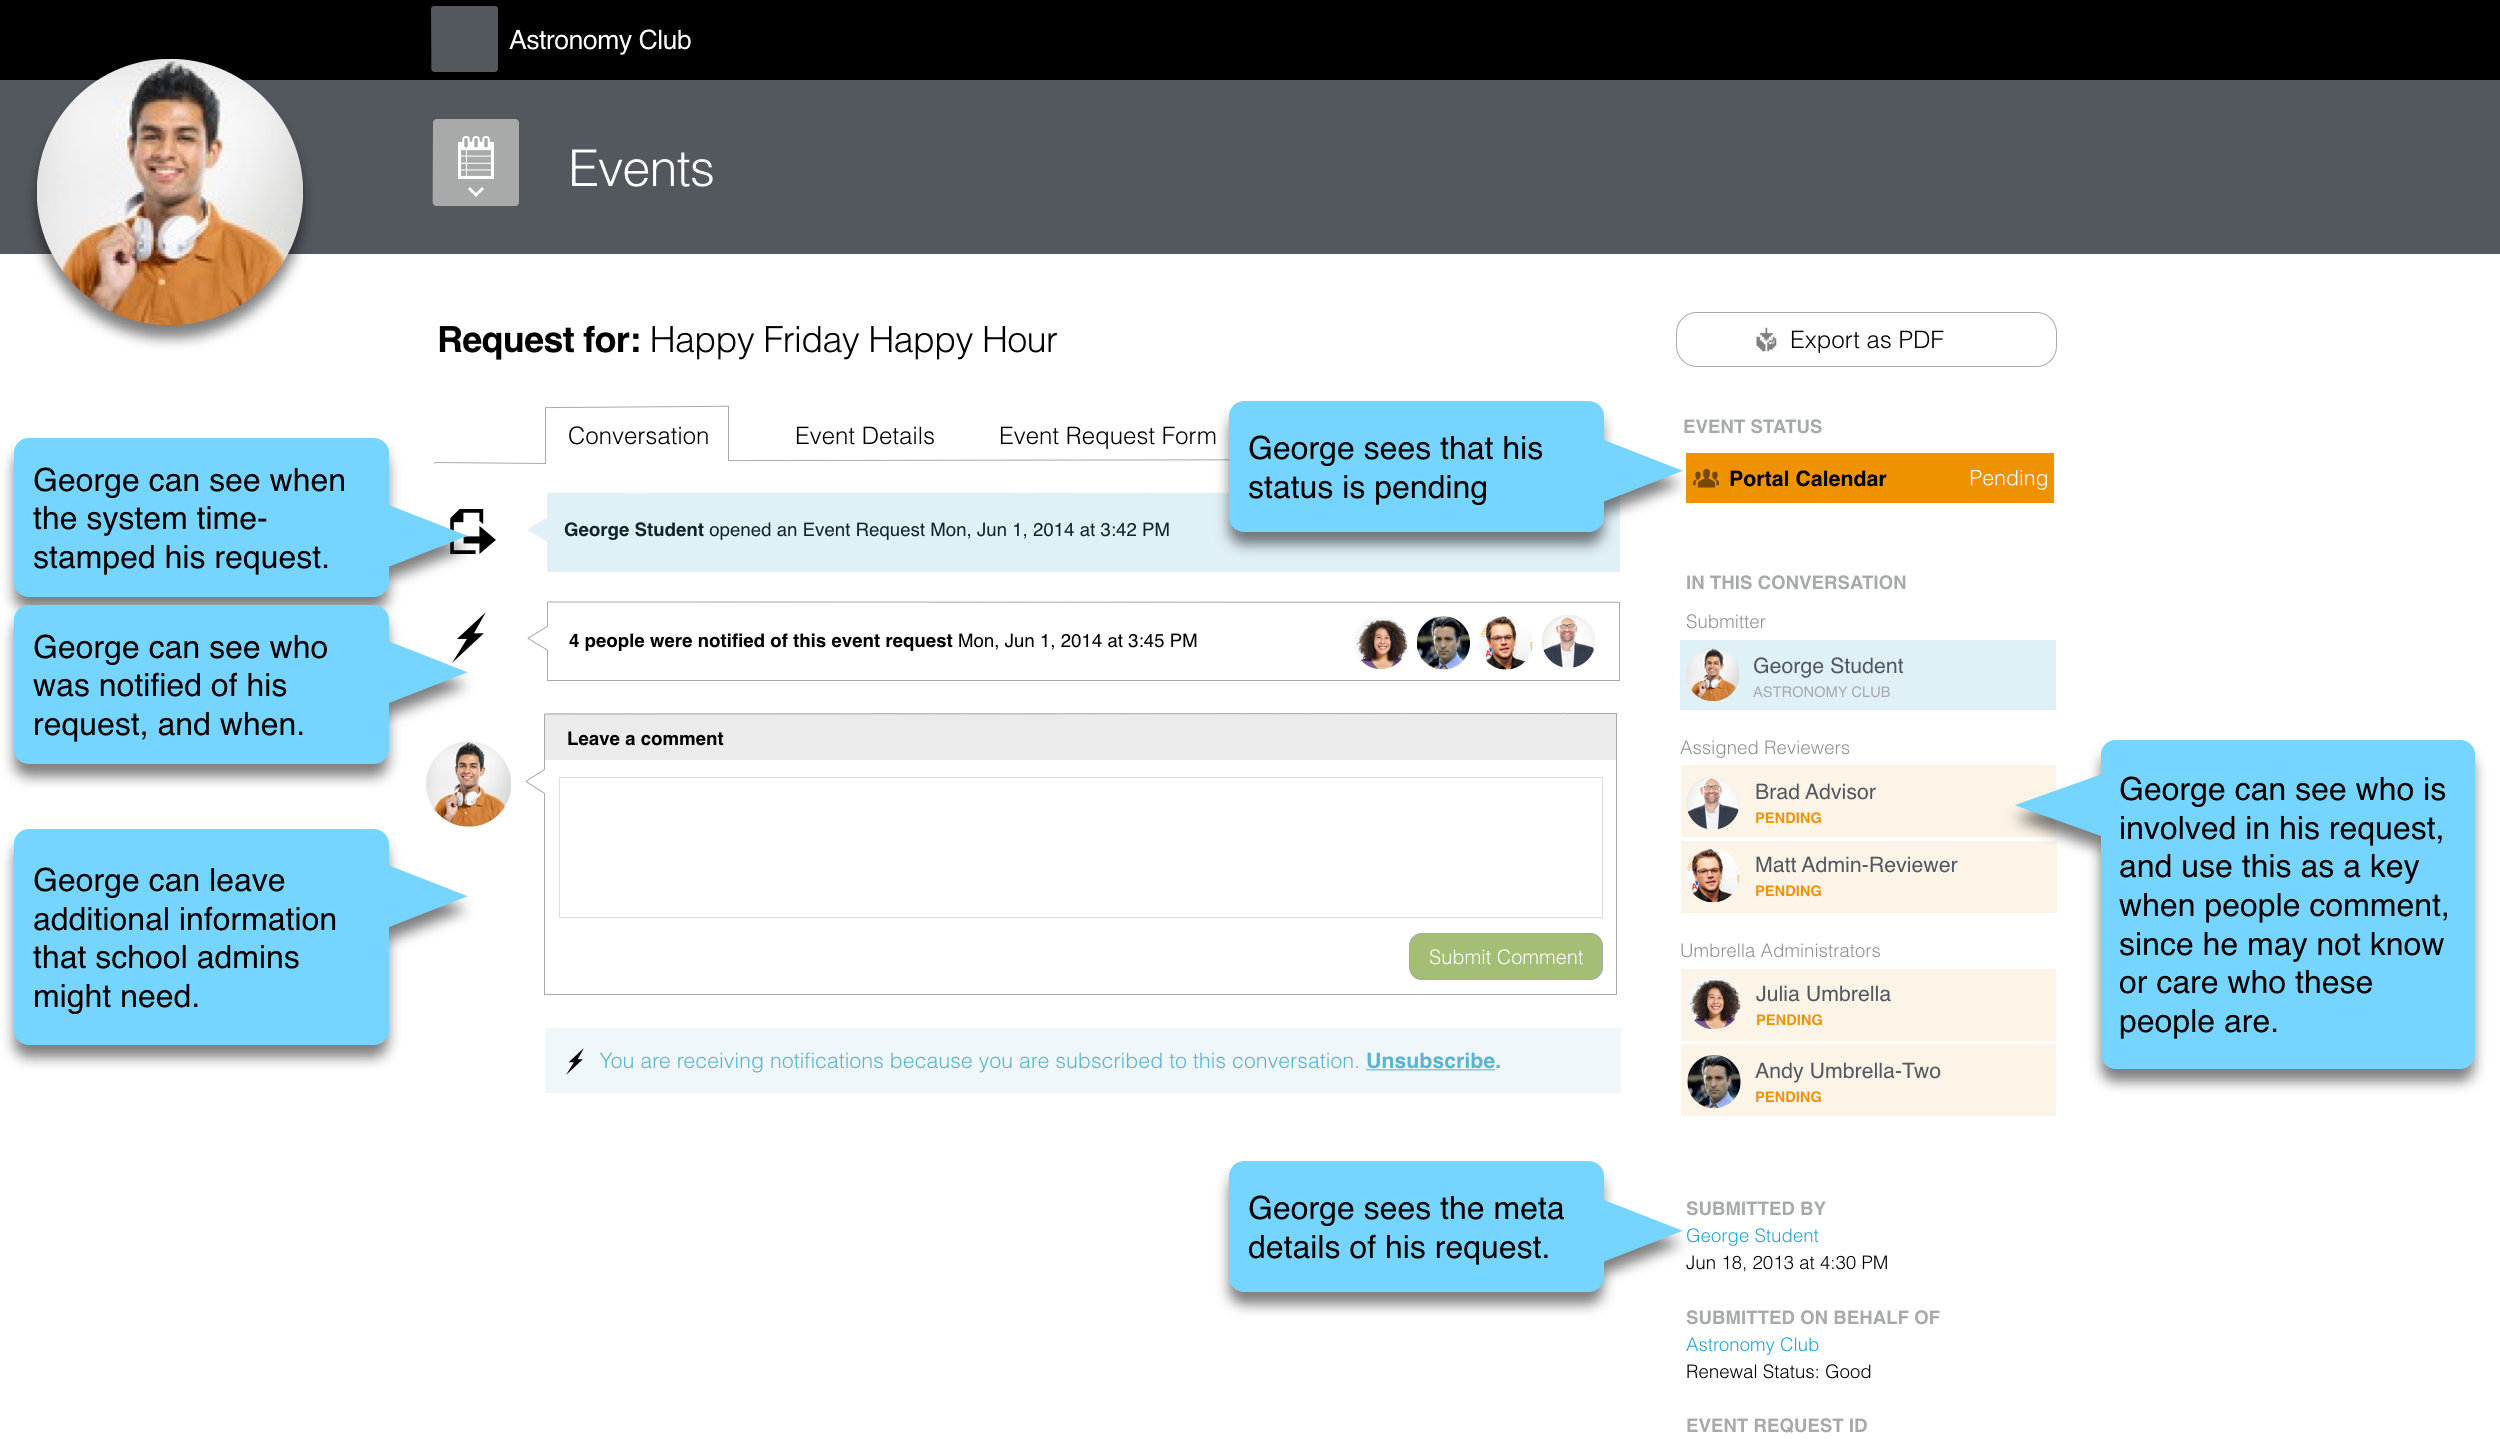 Astronomy Club
Events
Request for: Happy Friday Happy Hour
Export as PDF
Conversation
Event Details
Event Request Form
George sees that his
status is pending
EVENT STATUS
Portal Calendar
Pending
George can see when
the system time-
stamped his request.
George Student opened an Event Request Mon, Jun 1, 2014 at 3:42 PM
George can see who
was notified of his
request, and when.
4 people were notified of this event request Mon, Jun 1, 2014 at 3:45 PM
Leave a comment
George can leave
additional information
that school admins
might need.
Submit Comment
You are receiving notifications because you are subscribed to this conversation. Unsubscribe.
IN THIS CONVERSATION
Submitter
George Student
ASTRONOMY CLUB
Assigned Reviewers
Brad Advisor
PENDING
Matt Admin-Reviewer
PENDING
Umbrella Administrators
Julia Umbrella
PENDING
Andy Umbrella-Two
PENDING
George can see who is
involved in his request,
and use this as a key
when people comment,
since he may not know
or care who these
people are.
George sees the meta
details of his request.
SUBMITTED BY
George Student
Jun 18, 2013 at 4:30 PM
SUBMITTED ON BEHALF OF
Astronomy Club
Renewal Status: Good
EVENT REQUEST ID